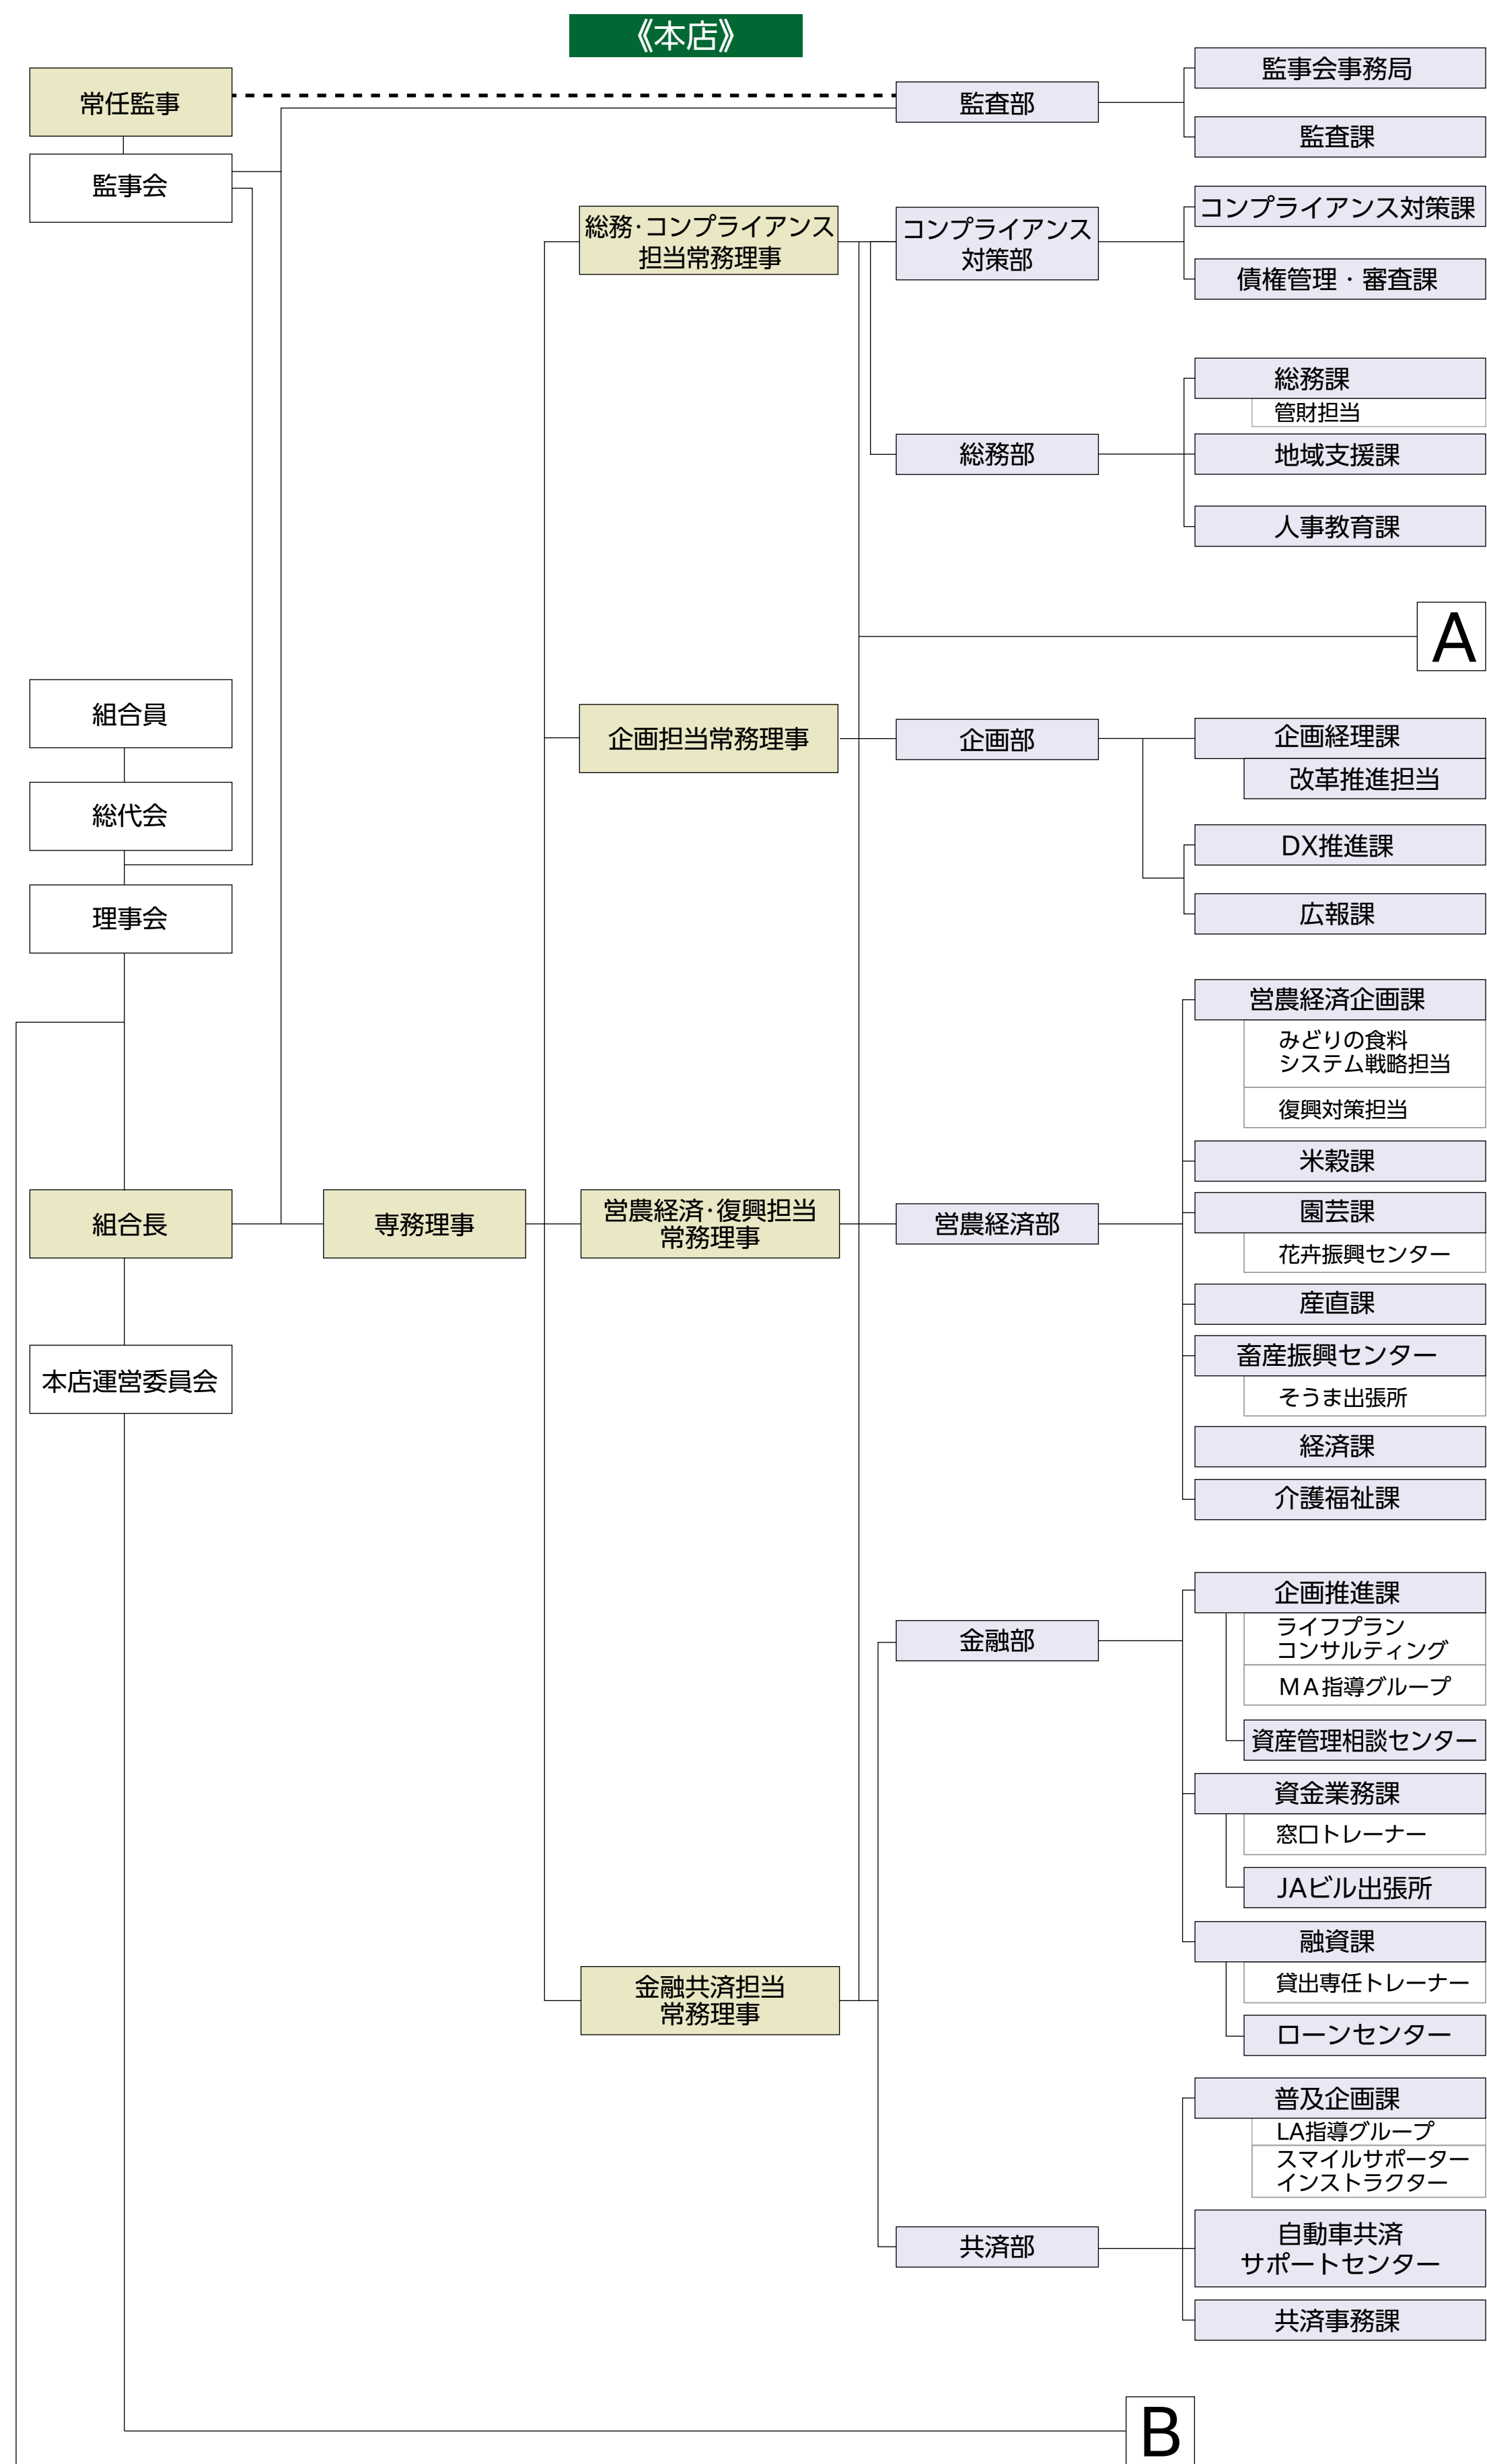 《本店》
常任監事
監事会
監査部
監事会事務局
監査課
総務・コンプライアンス
担当常務理事
コンプライアンス
対策部
コンプライアンス対策課
債権管理・審査課
総務部
総務課
管財担当
地域支援課
人事教育課
A
組合員
総代会
理事会
企画担当常務理事
企画部
企画経理課
改革推進担当
DX推進課
広報課
組合長
専務理事
営農経済・復興担当
常務理事
営農経済部
営農経済企画課
みどりの食料
システム戦略担当
復興対策担当
米穀課
園芸課
花卉振興センター
産直課
畜産振興センター
そうま出張所
経済課
介護福祉課
本店運営委員会
金融共済担当
常務理事
金融部
企画推進課
ライフプラン
コンサルティング
ＭＡ指導グループ
資産管理相談センター
資金業務課
窓口トレーナー
JAビル出張所
融資課
貸出専任トレーナー
ローンセンター
共済部
普及企画課
LA指導グループ
スマイルサポーター
インストラクター
自動車共済
サポートセンター
共済事務課
B